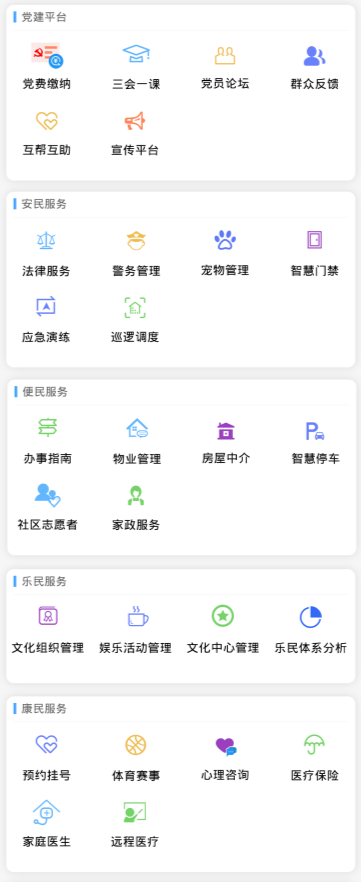 党建平台
党费缴纳 三会一课 党员论坛 群众反馈
互帮互助 宣传平台
安民服务
法律服务 警务管理 宠物管理 智慧门禁
应急演练 巡逻调度
便民服务
办事指南 物业管理 房屋中介 智慧停车
社区志愿者 家政服务
乐民服务
文化组织管理 娱乐活动管理 文化中心管理 乐民体系分析
康民服务
预约挂号 体育赛事 心理咨询 医疗保险
家庭医生 远程医疗